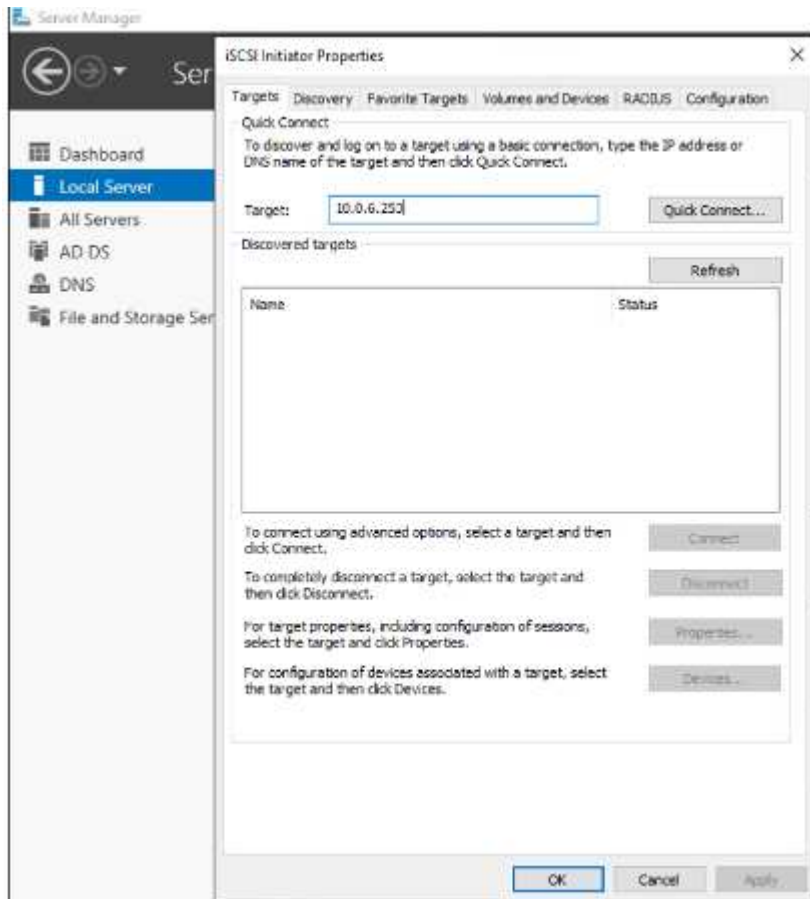 Server Manager
Ser
iSCSI Initiator Properties
Targets Discovery Favorite Targets Volumes and Devices RADIUS Configuration
Dashboard
Local Server
All Servers
AD DS
DNS
File and Storage Ser
Quick Connect
To discover and log on to a target using a basic connection, type the IP address or
DNS name of the target and then click Quick Connect.
Target: 10.0.6.253 Quick Connect...
Discovered targets
Refresh
Name Status
To connect using advanced options, select a target and then
click Connect.
Connect
To completely disconnect a target, select the target and
then click Disconnect.
Disconnect
For target properties, including configuration of sessions,
select the target and click Properties.
Properties...
For configuration of devices associated with a target, select
the target and then click Devices.
Devices...
OK Cancel Apply